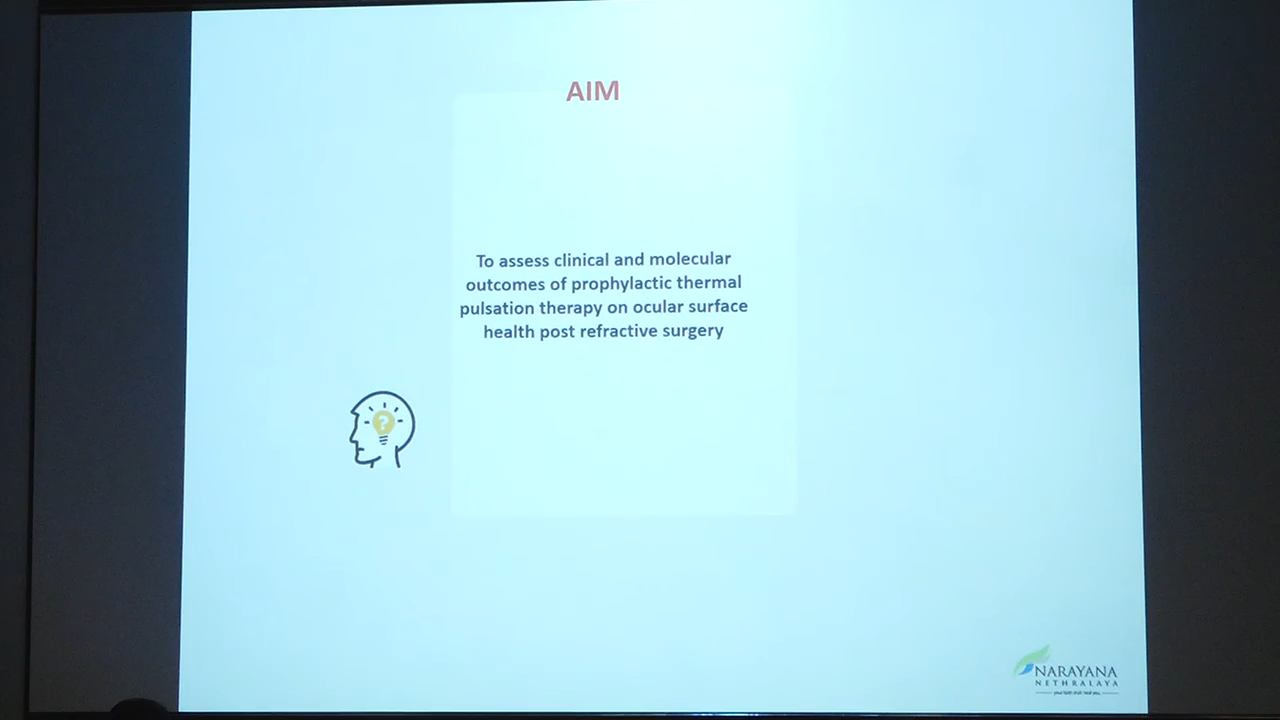 AIM
To assess clinical and molecular
outcomes of prophylactic thermal
pulsation therapy on ocular surface
health post refractive surgery
?
NARAYANA
NETHRALAYA